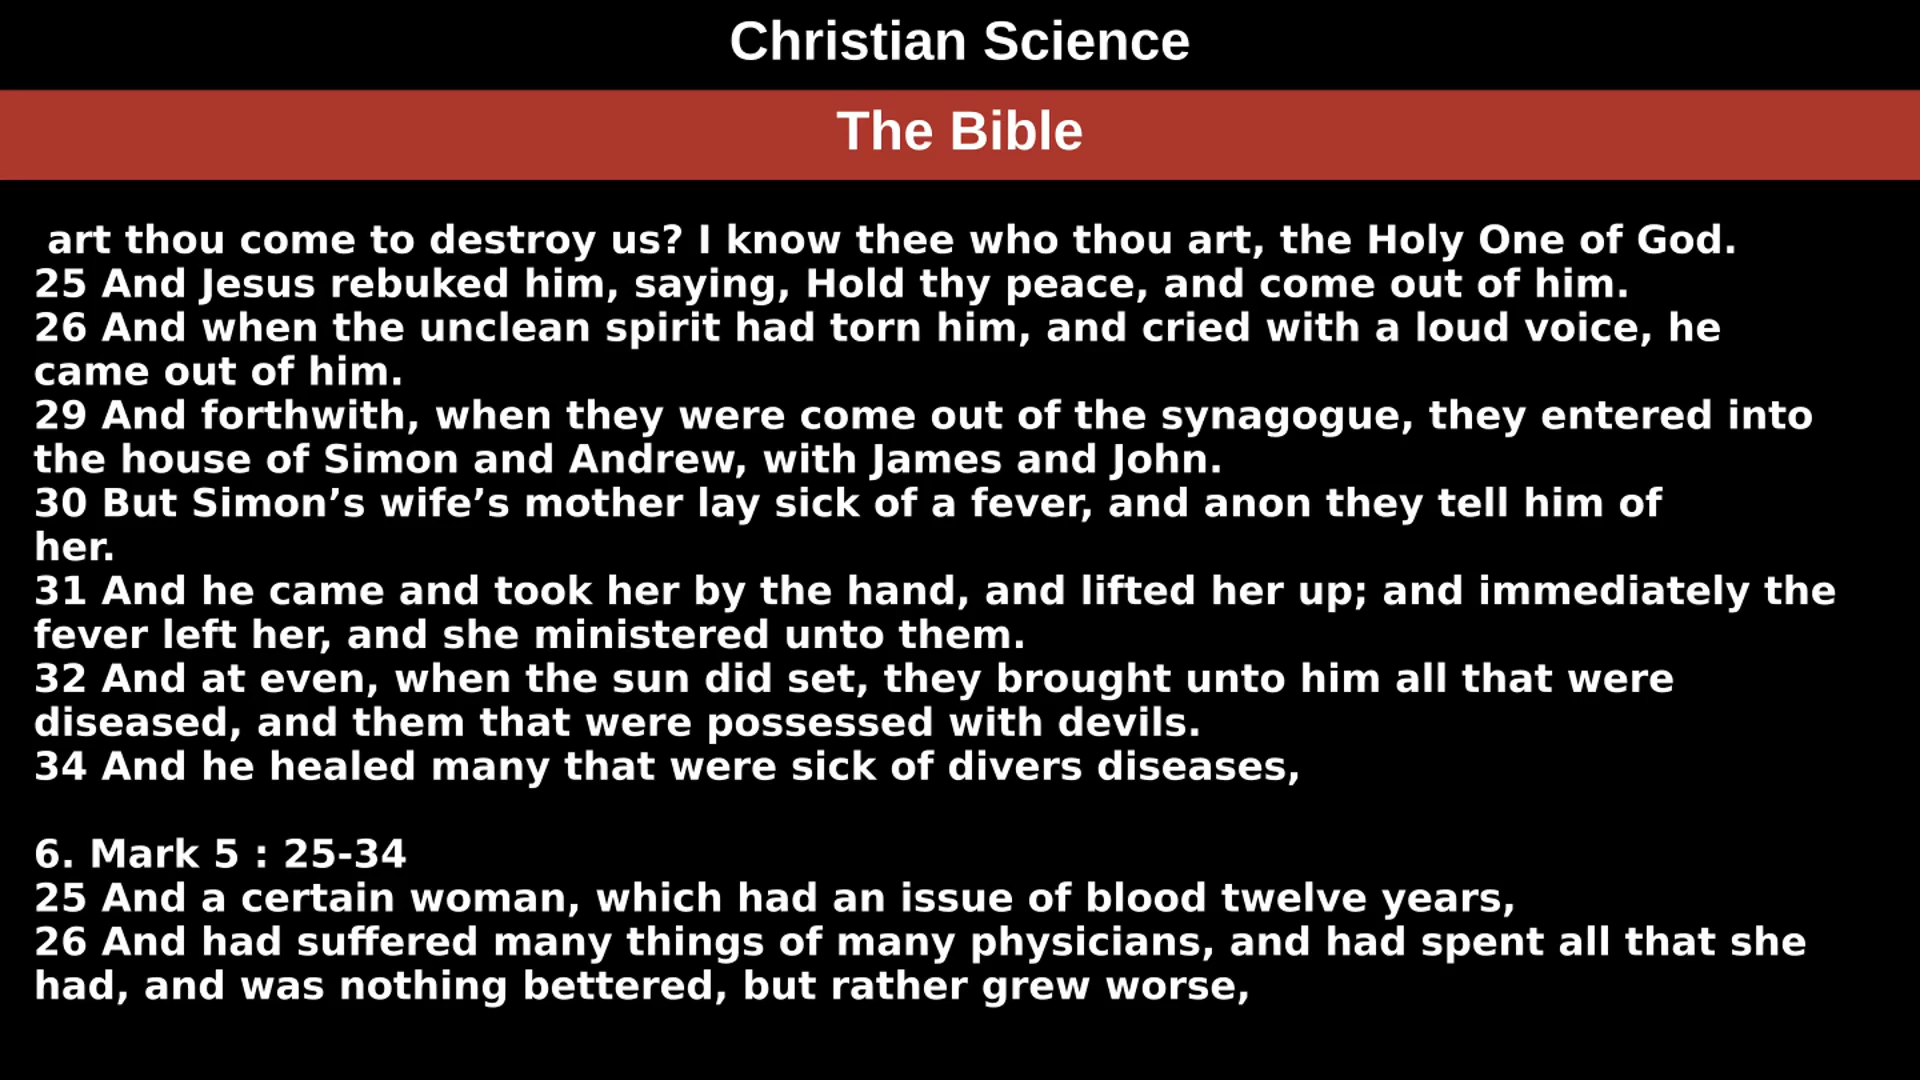 Christian Science
The Bible
art thou come to destroy us? I know thee who thou art, the Holy One of God.
25 And Jesus rebuked him, saying, Hold thy peace, and come out of him.
26 And when the unclean spirit had torn him, and cried with a loud voice, he
came out of him.
29 And forthwith, when they were come out of the synagogue, they entered into
the house of Simon and Andrew, with James and John.
30 But Simon’s wife’s mother lay sick of a fever, and anon they tell him of
her.
31 And he came and took her by the hand, and lifted her up; and immediately the
fever left her, and she ministered unto them.
32 And at even, when the sun did set, they brought unto him all that were
diseased, and them that were possessed with devils.
34 And he healed many that were sick of divers diseases,
6. Mark 5 : 25-34
25 And a certain woman, which had an issue of blood twelve years,
26 And had suffered many things of many physicians, and had spent all that she
had, and was nothing bettered, but rather grew worse,